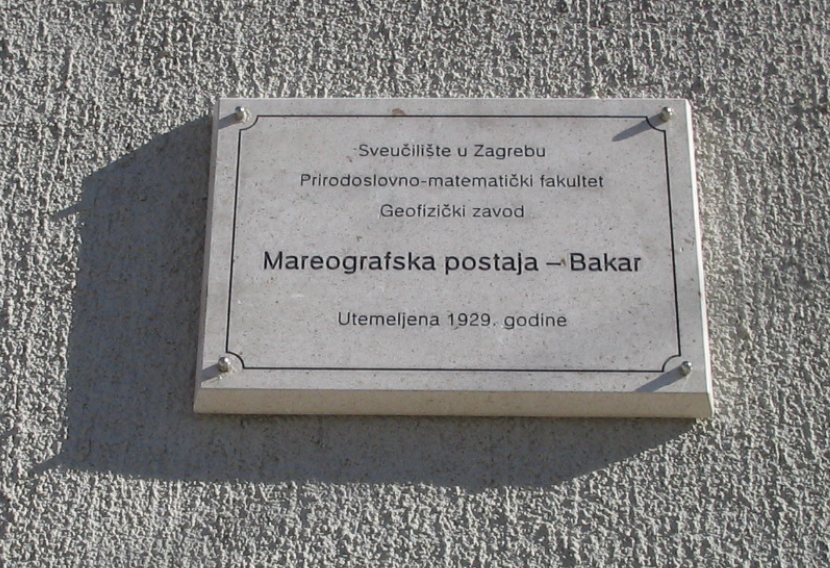 Sveučilište u Zagrebu
Prirodoslovno-matematički fakultet
Geofizički zavod
Mareografska postaja – Bakar
Utemeljena 1929. godine